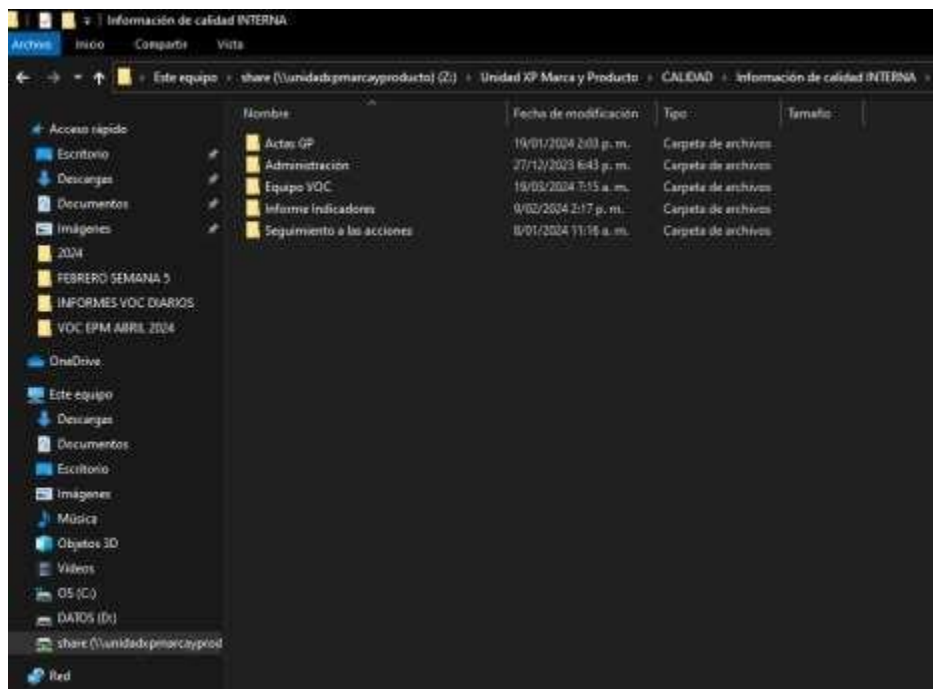 Información de calidad INTERNA
Archivo Inicio Compartir Vista
Este equipo › share (\\unidadxpmarcayproducto) (Z:) › Unidad XP Marca y Producto › CALIDAD › Información de calidad INTERNA ›
Nombre Fecha de modificación Tipo Tamaño
Acceso rápido
Escritorio
Descargas
Documentos
Imágenes
2024
FEBRERO SEMANA 5
INFORMES VOC DIARIOS
VOC EPM ABRIL 2024
OneDrive
Este equipo
Descargas
Documentos
Escritorio
Imágenes
Música
Objetos 3D
Vídeos
OS (C:)
DATOS (D:)
share (\\unidadxpmarcayprod
Red
Actas GP 19/01/2024 2:03 p. m. Carpeta de archivos
Administración 27/12/2023 6:43 p. m. Carpeta de archivos
Equipo VOC 19/03/2024 7:15 a. m. Carpeta de archivos
Informe Indicadores 9/02/2024 2:17 p. m. Carpeta de archivos
Seguimiento a las acciones 8/01/2024 11:16 a. m. Carpeta de archivos